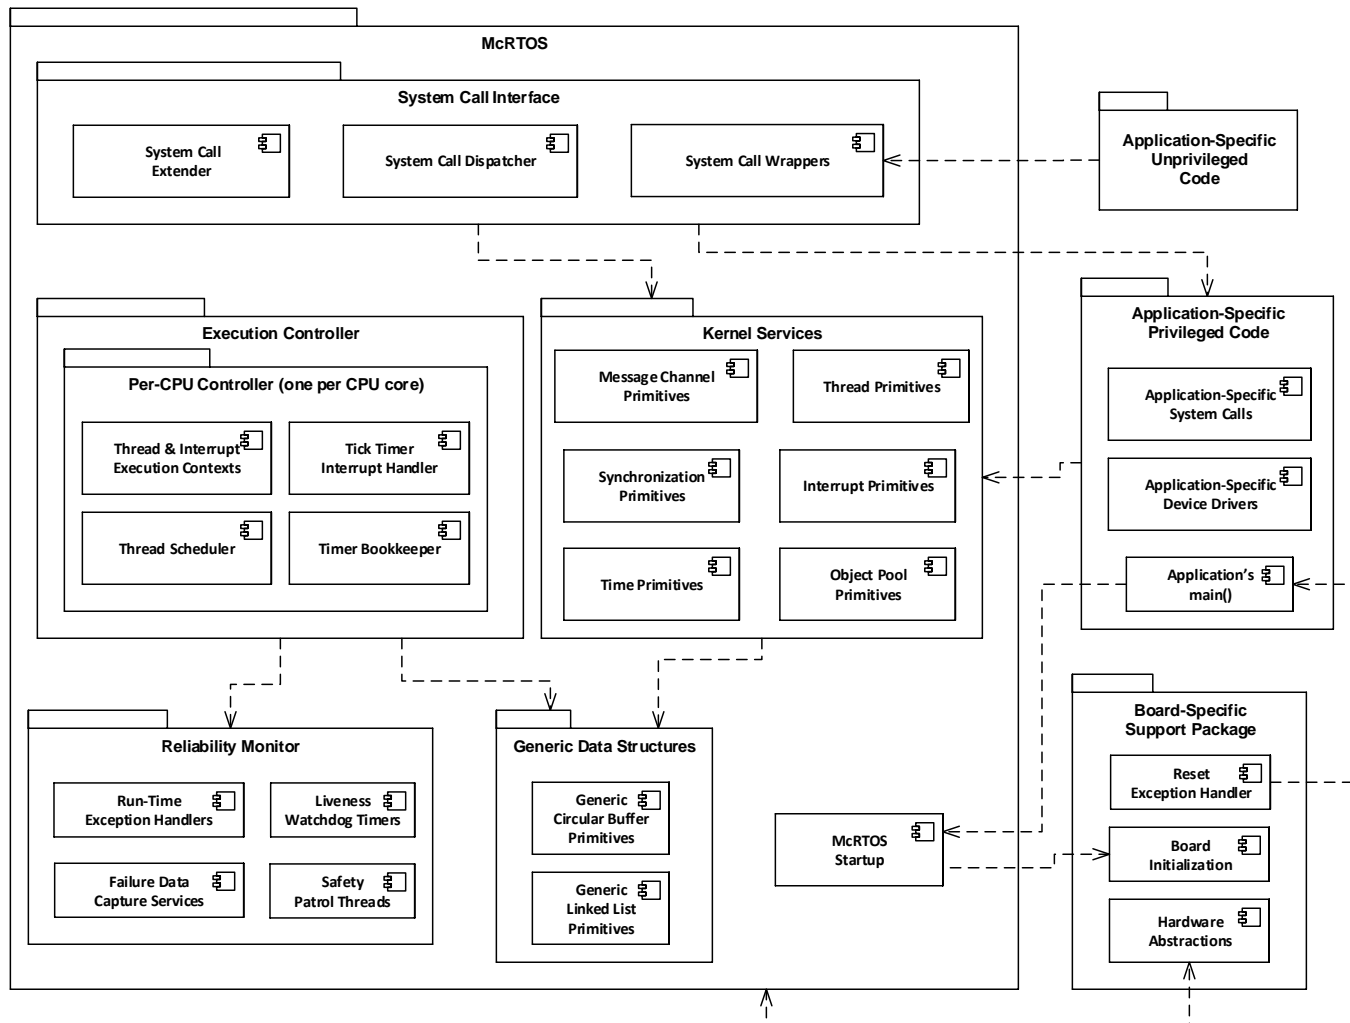 McRTOS
System Call Interface
System Call
Extender
System Call Dispatcher
System Call Wrappers
Application-Specific
Unprivileged
Code
Execution Controller
Per-CPU Controller (one per CPU core)
Thread & Interrupt
Execution Contexts
Tick Timer
Interrupt Handler
Thread Scheduler
Timer Bookkeeper
Kernel Services
Message Channel
Primitives
Thread Primitives
Synchronization
Primitives
Interrupt Primitives
Time Primitives
Object Pool
Primitives
Application-Specific
Privileged Code
Application-Specific
System Calls
Application-Specific
Device Drivers
Application's
main()
Reliability Monitor
Run-Time
Exception Handlers
Liveness
Watchdog Timers
Failure Data
Capture Services
Safety
Patrol Threads
Generic Data Structures
Generic
Circular Buffer
Primitives
Generic
Linked List
Primitives
McRTOS
Startup
Board-Specific
Support Package
Reset
Exception Handler
Board
Initialization
Hardware
Abstractions